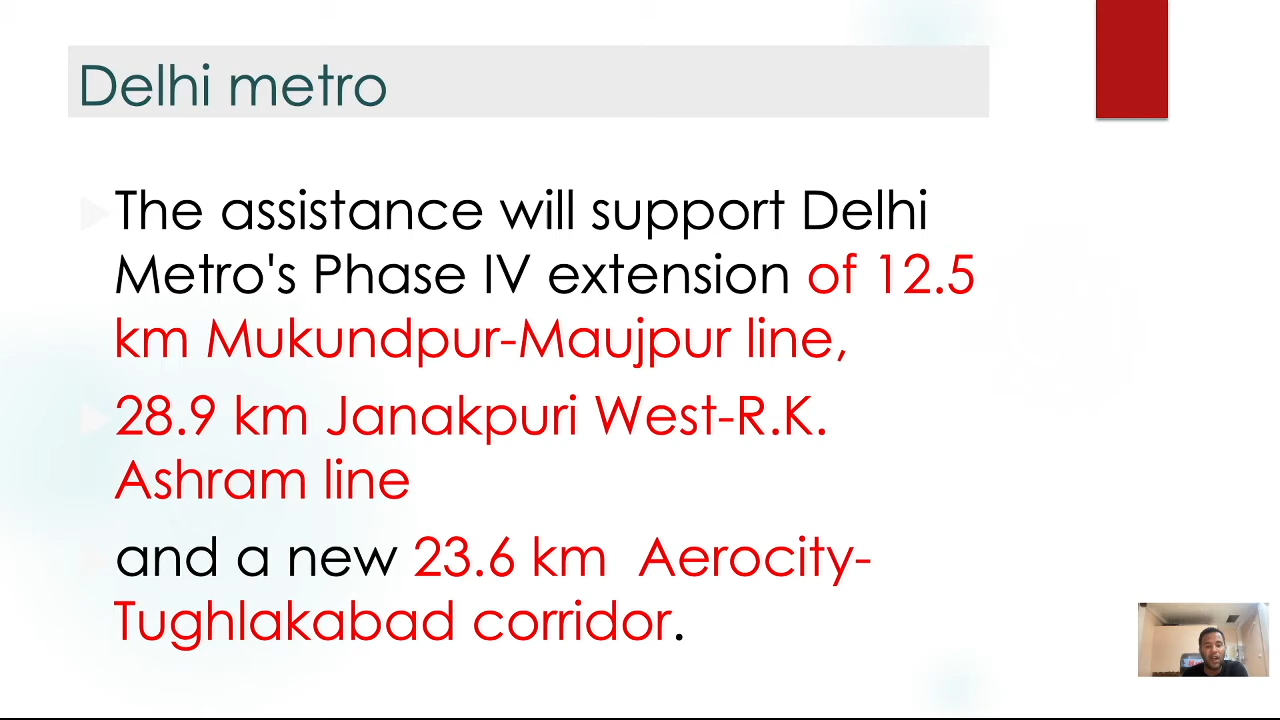 Delhi metro
The assistance will support Delhi
Metro's Phase IV extension of 12.5
km Mukundpur-Maujpur line,
28.9 km Janakpuri West-R.K.
Ashram line
and a new 23.6 km Aerocity-
Tughlakabad corridor.